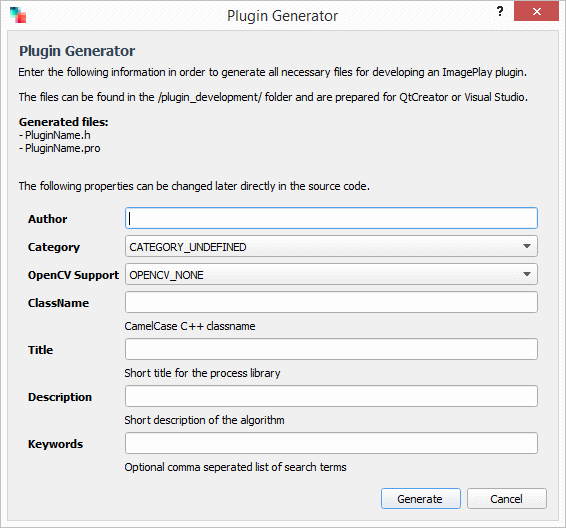 Plugin Generator
?
Plugin Generator
Enter the following information in order to generate all necessary files for developing an ImagePlay plugin.
The files can be found in the /plugin_development/ folder and are prepared for QtCreator or Visual Studio.
Generated files:
- PluginName.h
- PluginName.pro
The following properties can be changed later directly in the source code.
Author
Category CATEGORY_UNDEFINED
OpenCV Support OPENCV_NONE
ClassName
CamelCase C++ classname
Title
Short title for the process library
Description
Short description of the algorithm
Keywords
Optional comma seperated list of search terms
Generate Cancel